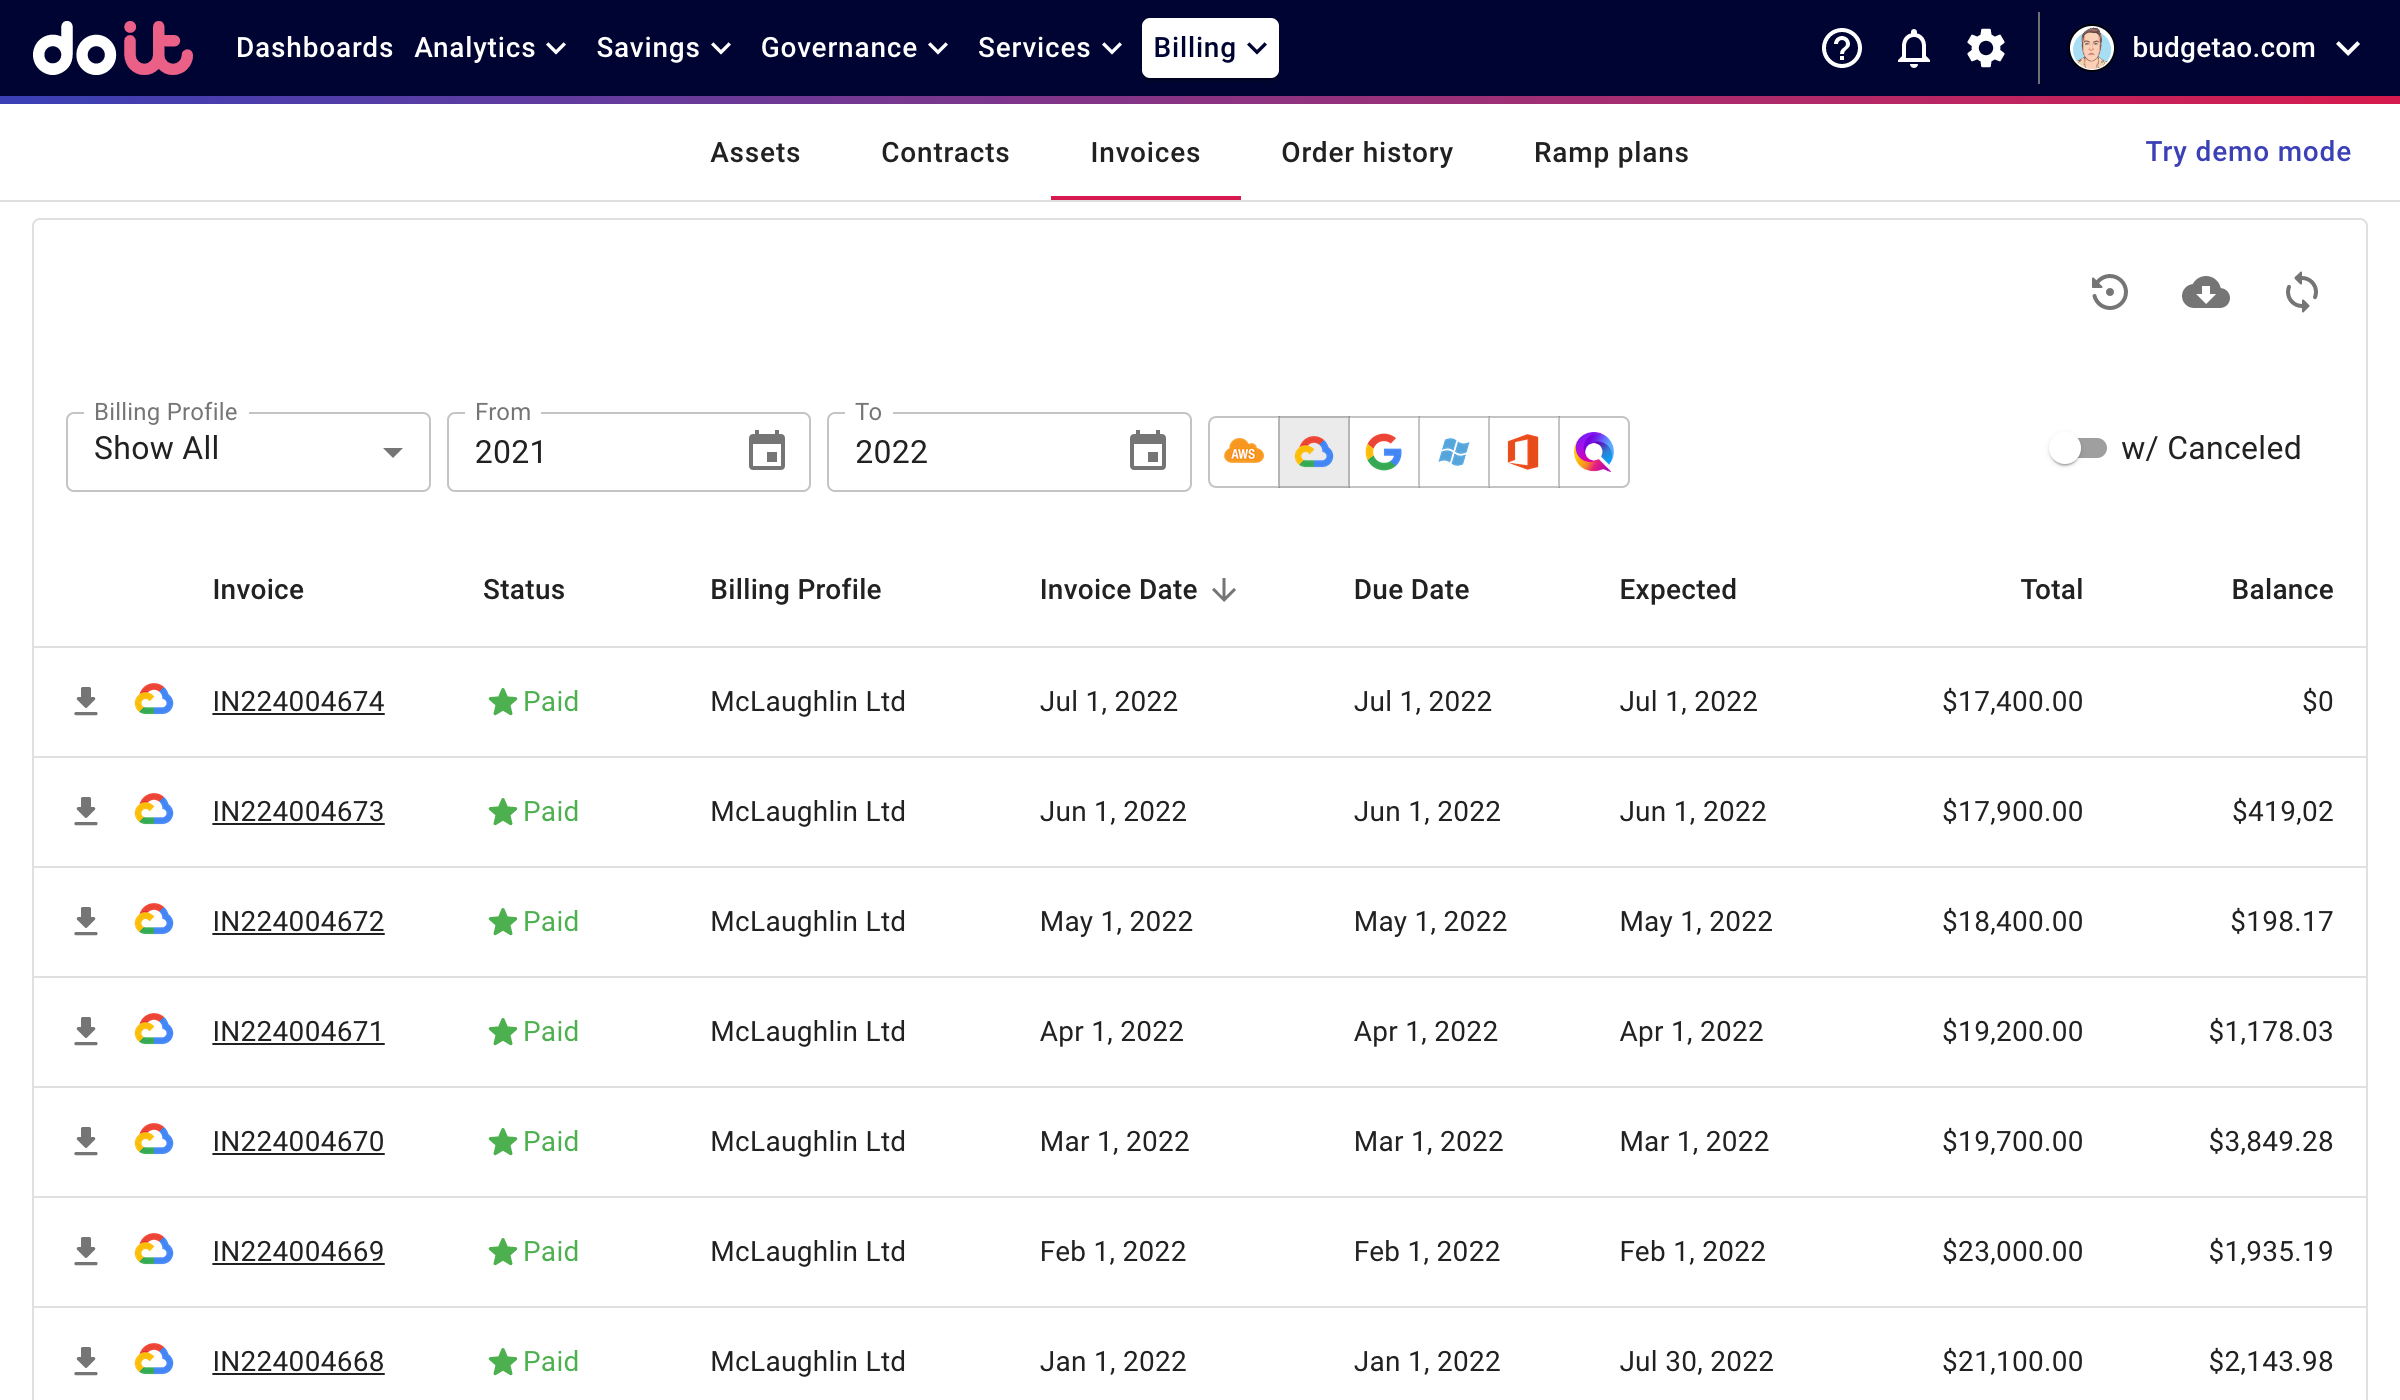 doit Dashboards Analytics Savings Governance Services Billing budgetao.com
Assets Contracts Invoices Order history Ramp plans Try demo mode
Billing Profile From To
Show All 2021 2022 AWS w/ Canceled
Invoice Status Billing Profile Invoice Date Due Date Expected Total Balance
IN224004674 Paid McLaughlin Ltd Jul 1, 2022 Jul 1, 2022 Jul 1, 2022 $17,400.00 $0
IN224004673 Paid McLaughlin Ltd Jun 1, 2022 Jun 1, 2022 Jun 1, 2022 $17,900.00 $419,02
IN224004672 Paid McLaughlin Ltd May 1, 2022 May 1, 2022 May 1, 2022 $18,400.00 $198.17
IN224004671 Paid McLaughlin Ltd Apr 1, 2022 Apr 1, 2022 Apr 1, 2022 $19,200.00 $1,178.03
IN224004670 Paid McLaughlin Ltd Mar 1, 2022 Mar 1, 2022 Mar 1, 2022 $19,700.00 $3,849.28
IN224004669 Paid McLaughlin Ltd Feb 1, 2022 Feb 1, 2022 Feb 1, 2022 $23,000.00 $1,935.19
IN224004668 Paid McLaughlin Ltd Jan 1, 2022 Jan 1, 2022 Jul 30, 2022 $21,100.00 $2,143.98